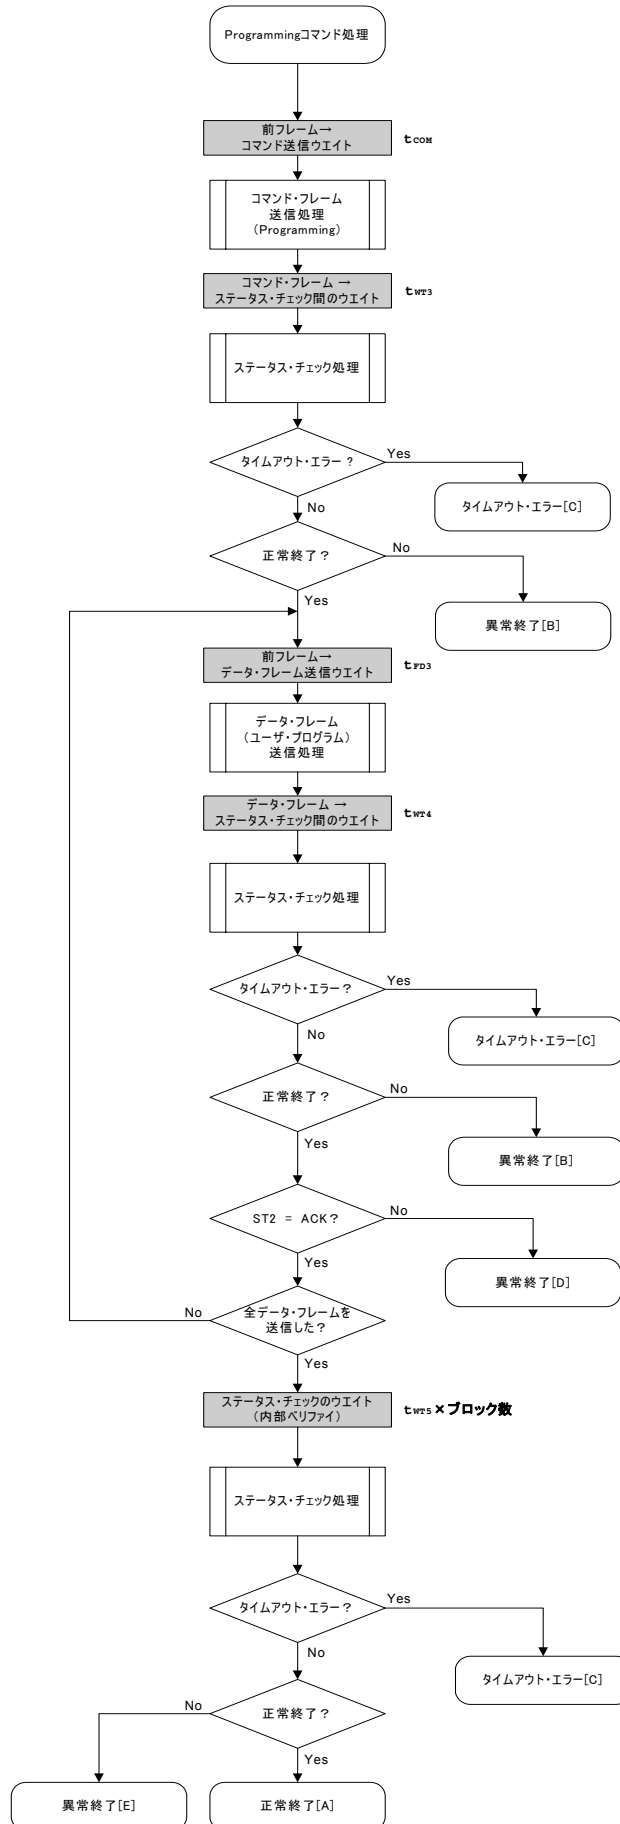 Programmingコマンド処理
前フレーム→
コマンド送信ウエイト
tCOM
コマンド・フレーム
送信処理
(Programming)
コマンド・フレーム →
ステータス・チェック間のウエイト
tWT3
ステータス・チェック処理
タイムアウト・エラー ?
Yes
タイムアウト・エラー[C]
No
正常終了?
No
異常終了[B]
Yes
前フレーム→
データ・フレーム送信ウエイト
tFD3
データ・フレーム
(ユーザ・プログラム)
送信処理
データ・フレーム →
ステータス・チェック間のウエイト
tWT4
ステータス・チェック処理
タイムアウト・エラー?
Yes
タイムアウト・エラー[C]
No
正常終了?
No
異常終了[B]
Yes
ST2 = ACK?
No
異常終了[D]
Yes
全データ・フレームを
送信した?
No
Yes
ステータス・チェックのウエイト
(内部ベリファイ)
tWT5×ブロック数
ステータス・チェック処理
タイムアウト・エラー?
Yes
タイムアウト・エラー[C]
No
正常終了?
No
Yes
異常終了[E]
正常終了[A]